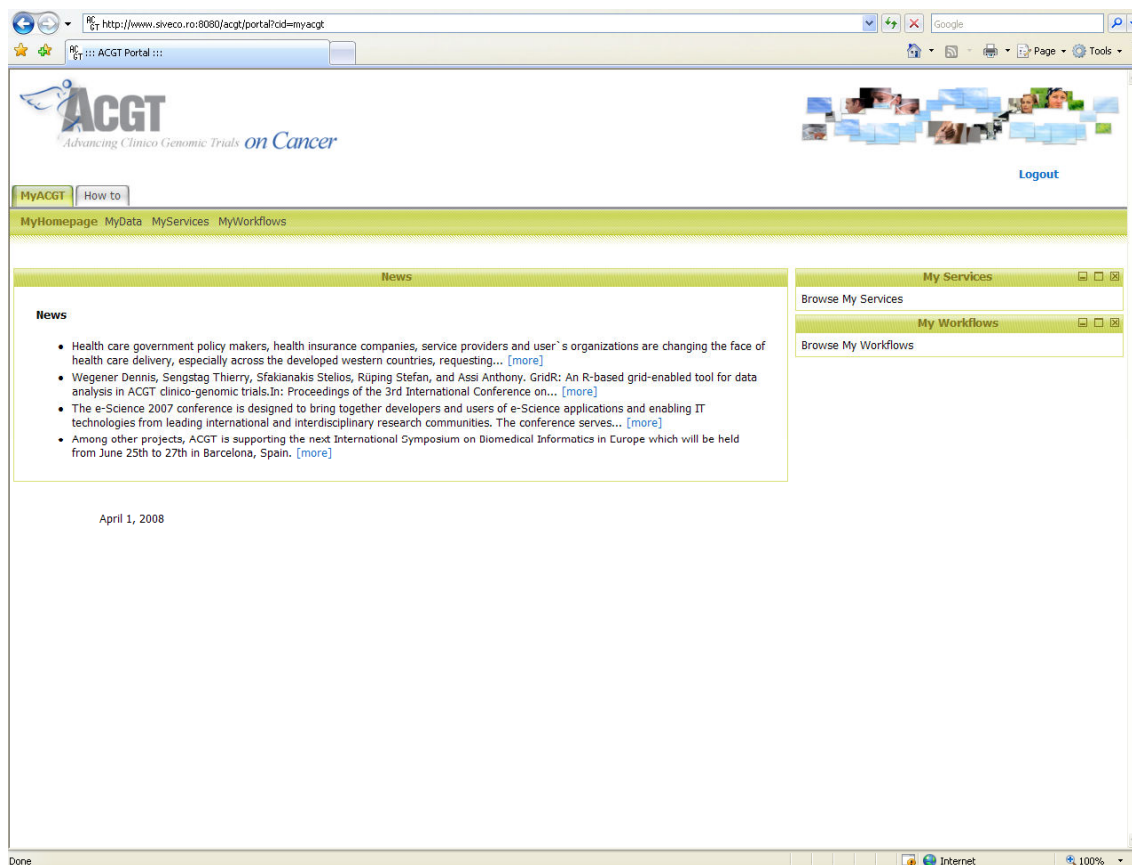 AC GT http://www.siveco.ro:8080/acgt/portal?cid=myacgt
Google
AC GT ::: ACGT Portal :::
Page
Tools
ACGT
Advancing Clinico Genomic Trials on Cancer
Logout
MyACGT How to
MyHomepage MyData MyServices MyWorkflows
News
News
• Health care government policy makers, health insurance companies, service providers and user`s organizations are changing the face of
health care delivery, especially across the developed western countries, requesting... [more]
• Wegener Dennis, Sengstag Thierry, Sfakianakis Stelios, Rüping Stefan, and Assi Anthony. GridR: An R-based grid-enabled tool for data
analysis in ACGT clinico-genomic trials.In: Proceedings of the 3rd International Conference on... [more]
• The e-Science 2007 conference is designed to bring together developers and users of e-Science applications and enabling IT
technologies from leading international and interdisciplinary research communities. The conference serves... [more]
• Among other projects, ACGT is supporting the next International Symposium on Biomedical Informatics in Europe which will be held
from June 25th to 27th in Barcelona, Spain. [more]
April 1, 2008
My Services
Browse My Services
My Workflows
Browse My Workflows
Done
Internet
100%